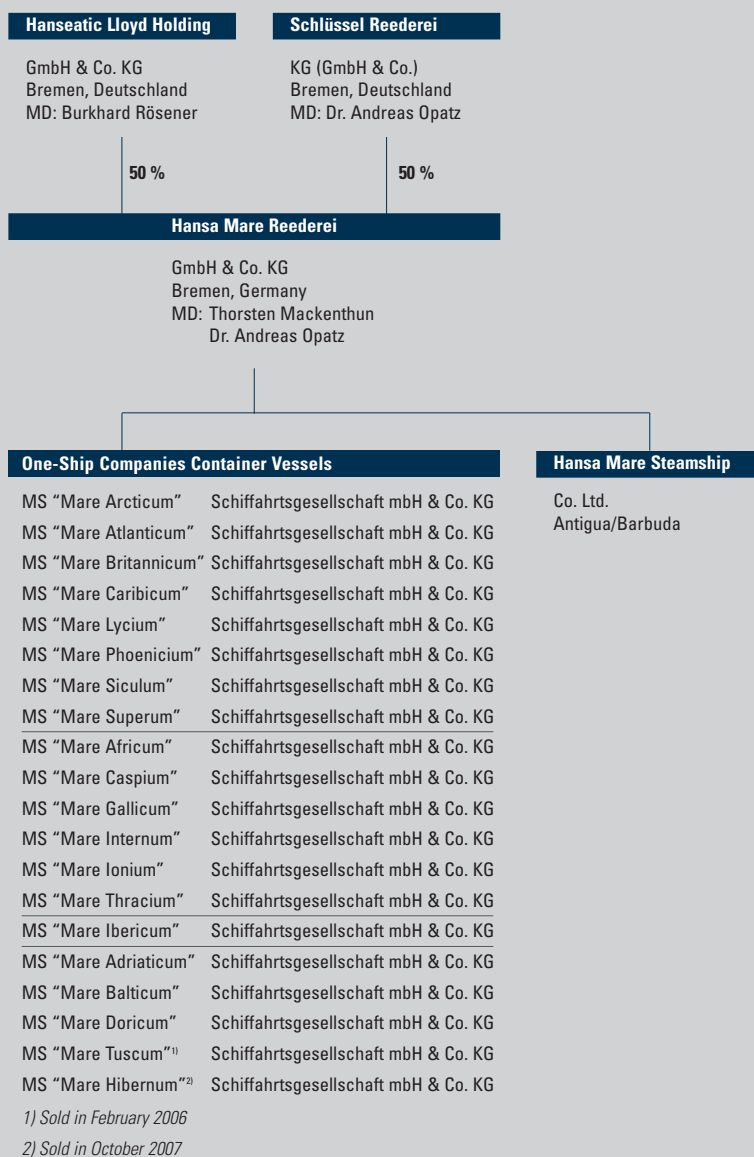 Hanseatic Lloyd Holding
GmbH & Co. KG
Bremen, Deutschland
MD: Burkhard Rösener
50 %
Schlüssel Reederei
KG (GmbH & Co.)
Bremen, Deutschland
MD: Dr. Andreas Opatz
50 %
Hansa Mare Reederei
GmbH & Co. KG
Bremen, Germany
MD: Thorsten Mackenthun
Dr. Andreas Opatz
One-Ship Companies Container Vessels
MS “Mare Arcticum” Schiffahrtsgesellschaft mbH & Co. KG
MS “Mare Atlanticum” Schiffahrtsgesellschaft mbH & Co. KG
MS “Mare Britannicum” Schiffahrtsgesellschaft mbH & Co. KG
MS “Mare Caribicum” Schiffahrtsgesellschaft mbH & Co. KG
MS “Mare Lycium” Schiffahrtsgesellschaft mbH & Co. KG
MS “Mare Phoenicium” Schiffahrtsgesellschaft mbH & Co. KG
MS “Mare Siculum” Schiffahrtsgesellschaft mbH & Co. KG
MS “Mare Superum” Schiffahrtsgesellschaft mbH & Co. KG
MS “Mare Africum” Schiffahrtsgesellschaft mbH & Co. KG
MS “Mare Caspium” Schiffahrtsgesellschaft mbH & Co. KG
MS “Mare Gallicum” Schiffahrtsgesellschaft mbH & Co. KG
MS “Mare Internum” Schiffahrtsgesellschaft mbH & Co. KG
MS “Mare Ionium” Schiffahrtsgesellschaft mbH & Co. KG
MS “Mare Thracium” Schiffahrtsgesellschaft mbH & Co. KG
MS “Mare Ibericum” Schiffahrtsgesellschaft mbH & Co. KG
MS “Mare Adriaticum” Schiffahrtsgesellschaft mbH & Co. KG
MS “Mare Balticum” Schiffahrtsgesellschaft mbH & Co. KG
MS “Mare Doricum” Schiffahrtsgesellschaft mbH & Co. KG
MS “Mare Tuscum”1) Schiffahrtsgesellschaft mbH & Co. KG
MS “Mare Hibernum”2) Schiffahrtsgesellschaft mbH & Co. KG
1) Sold in February 2006
2) Sold in October 2007
Hansa Mare Steamship
Co. Ltd.
Antigua/Barbuda